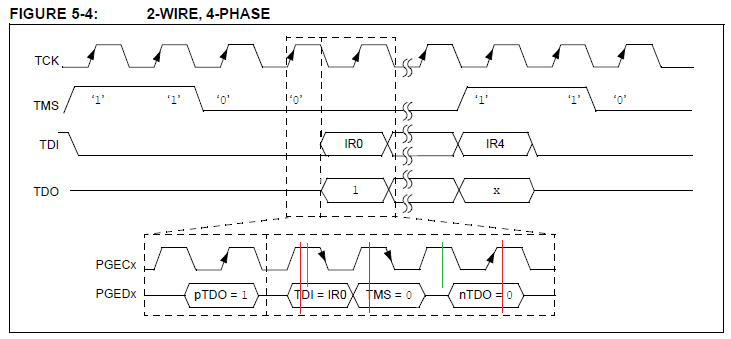 FIGURE 5-4: 2-WIRE, 4-PHASE
TCK
TMS ‘1’ ‘1’ ‘0’ ‘0’ ‘1’ ‘1’ ‘0’
TDI IR0 IR4
TDO 1 x
PGECx
PGEDx pTDO = 1 TDI = IR0 TMS = 0 nTDO = 0